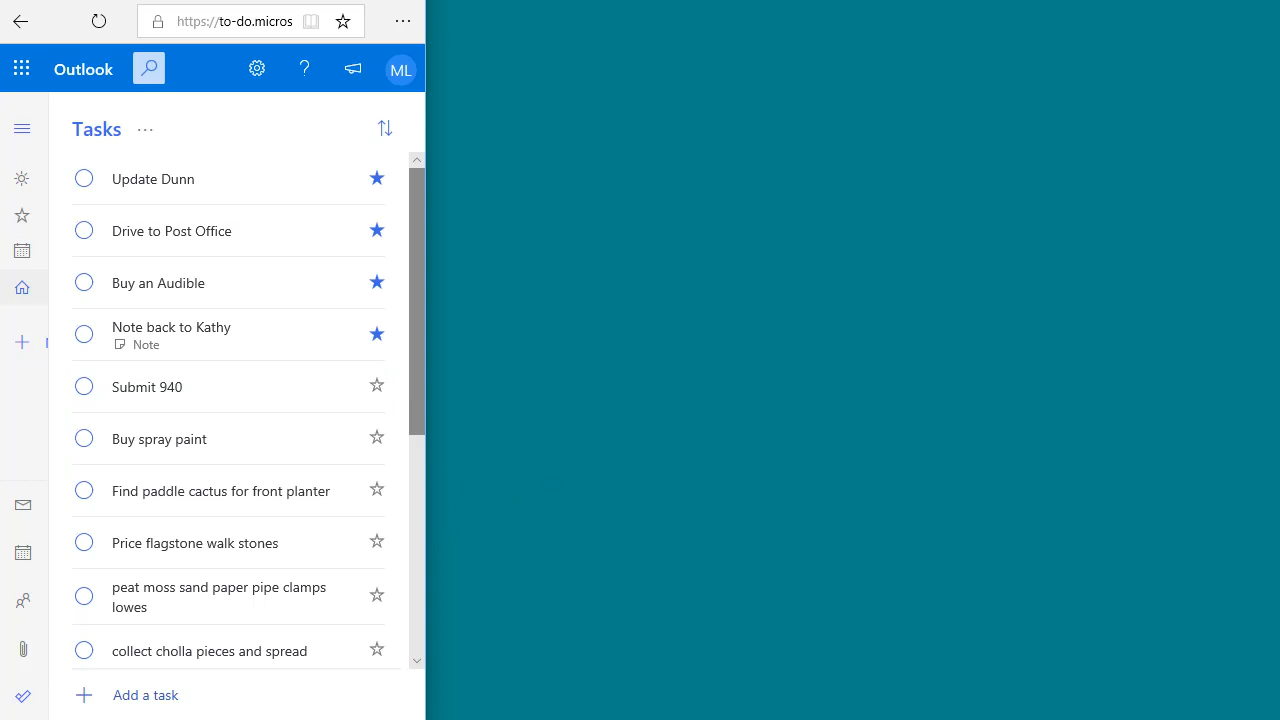 https://to-do.micros
Outlook
ML
Tasks
Update Dunn
Drive to Post Office
Buy an Audible
Note back to Kathy
Note
Submit 940
Buy spray paint
Find paddle cactus for front planter
Price flagstone walk stones
peat moss sand paper pipe clamps
lowes
collect cholla pieces and spread
Add a task